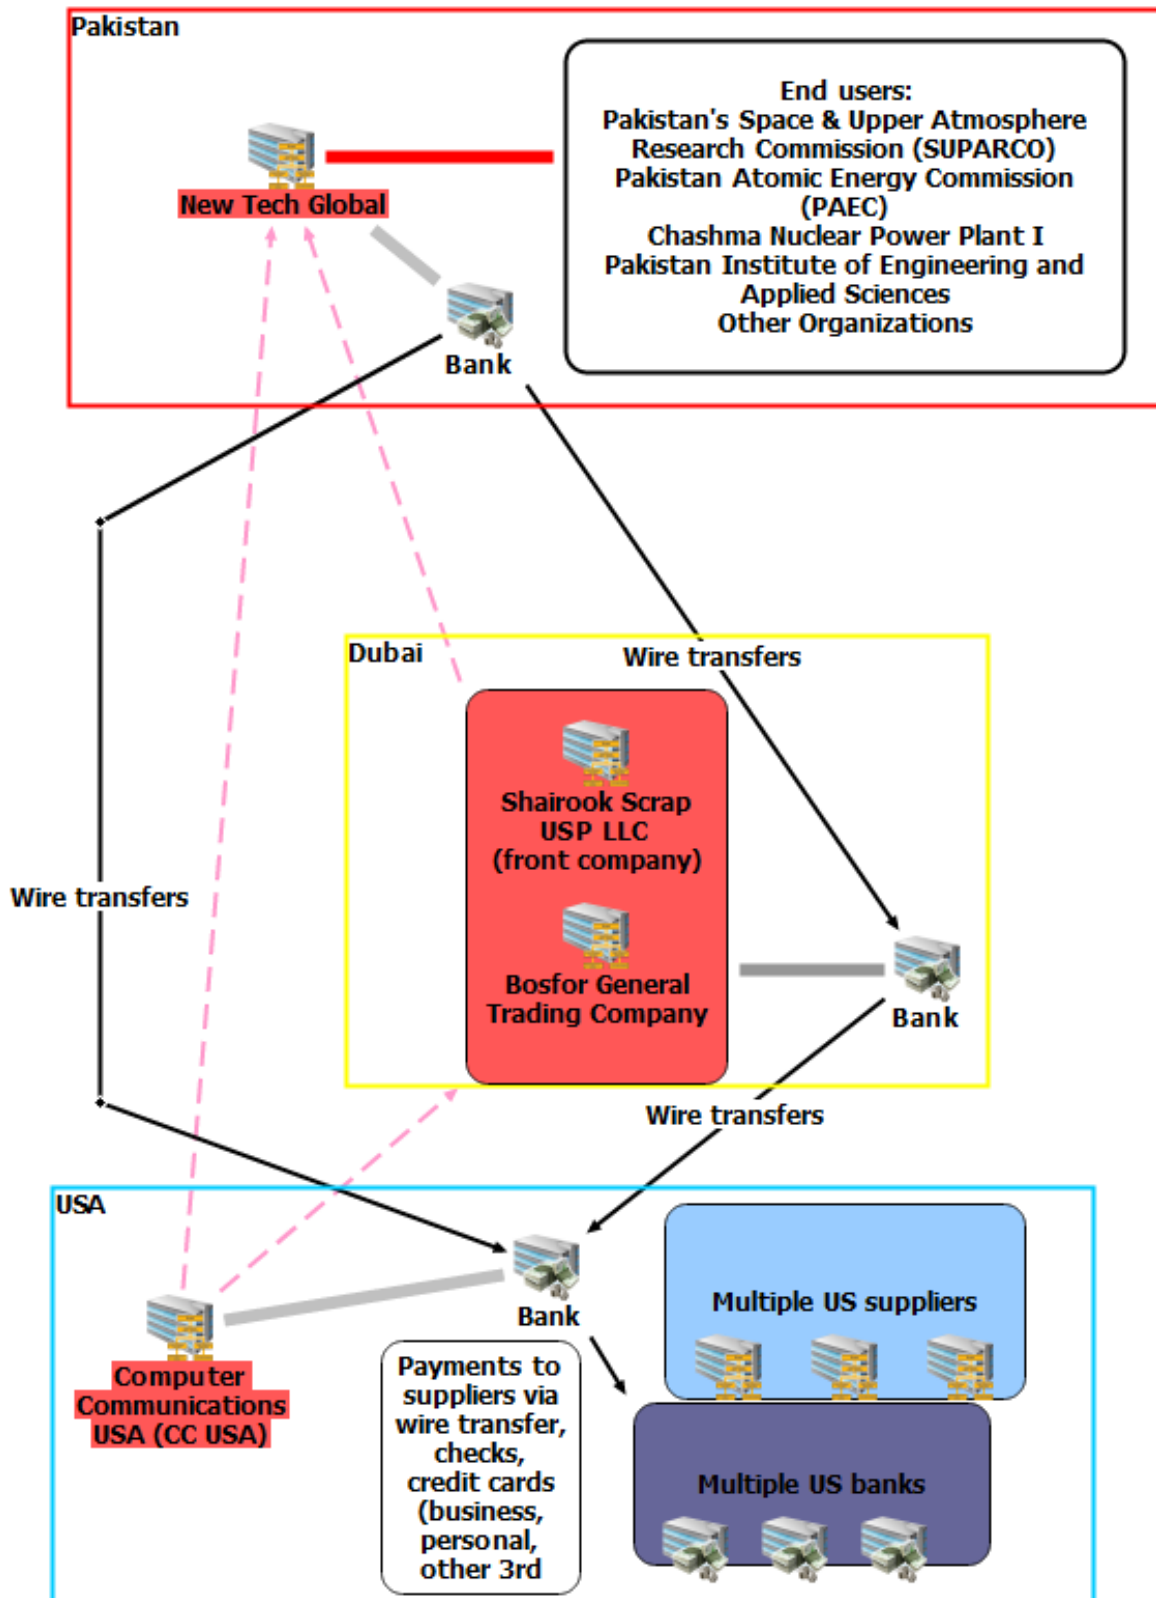 Pakistan
End users:
Pakistan's Space & Upper Atmosphere
Research Commission (SUPARCO)
Pakistan Atomic Energy Commission
(PAEC)
Chashma Nuclear Power Plant I
Pakistan Institute of Engineering and
Applied Sciences
Other Organizations
New Tech Global
Bank
Dubai
Wire transfers
Shairook Scrap
USP LLC
(front company)
Wire transfers
Bosfor General
Trading Company
Bank
Wire transfers
USA
Multiple US suppliers
Bank
Computer
Communications
USA (CC USA)
Payments to
suppliers via
wire transfer,
checks,
credit cards
(business,
personal,
other 3rd
Multiple US banks